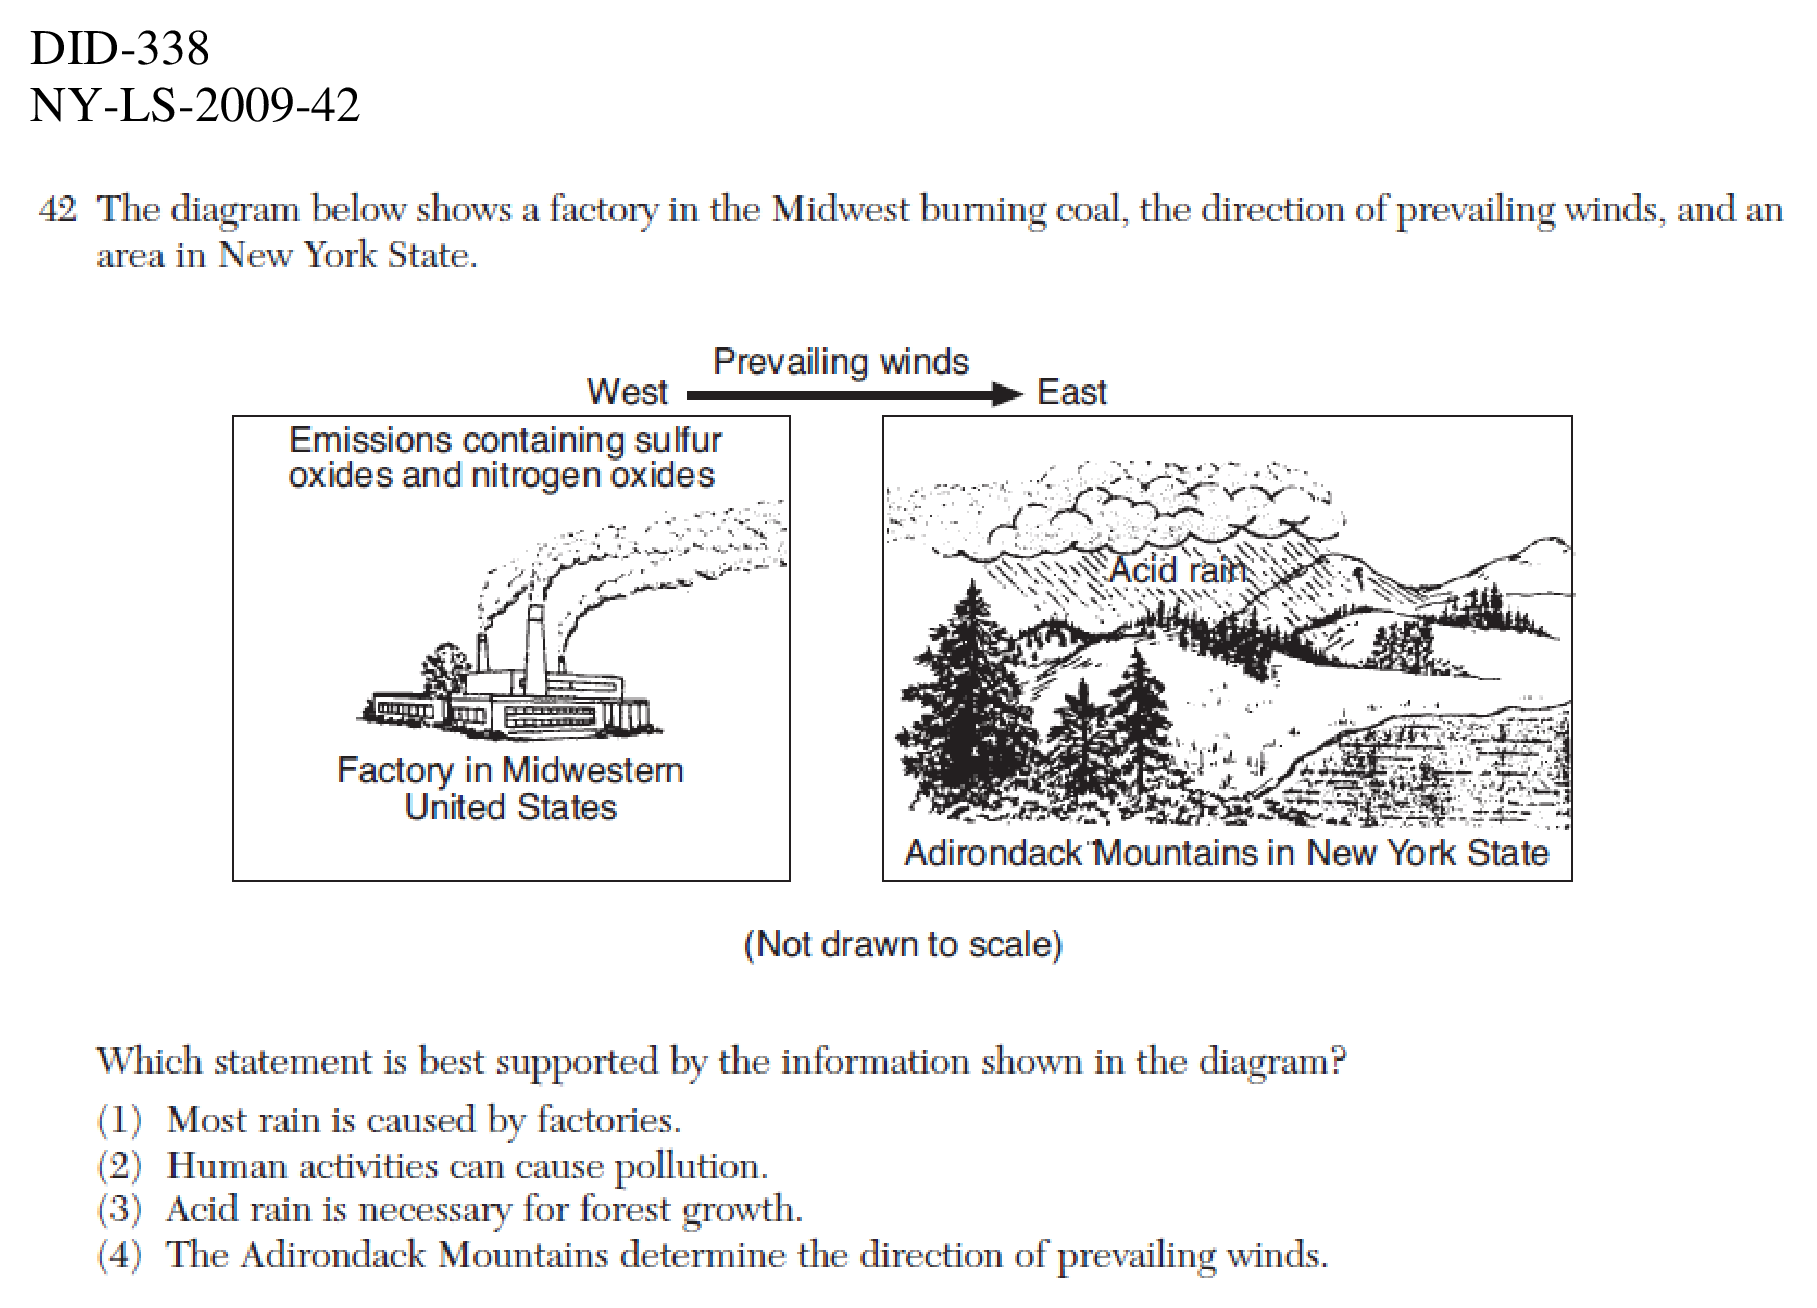 DID-338
NY-LS-2009-42
42 The diagram below shows a factory in the Midwest burning coal, the direction of prevailing winds, and an
area in New York State.
Prevailing winds
West East
Emissions containing sulfur
oxides and nitrogen oxides
Acid rain
Factory in Midwestern
United States
Adirondack Mountains in New York State
(Not drawn to scale)
Which statement is best supported by the information shown in the diagram?
(1) Most rain is caused by factories.
(2) Human activities can cause pollution.
(3) Acid rain is necessary for forest growth.
(4) The Adirondack Mountains determine the direction of prevailing winds.